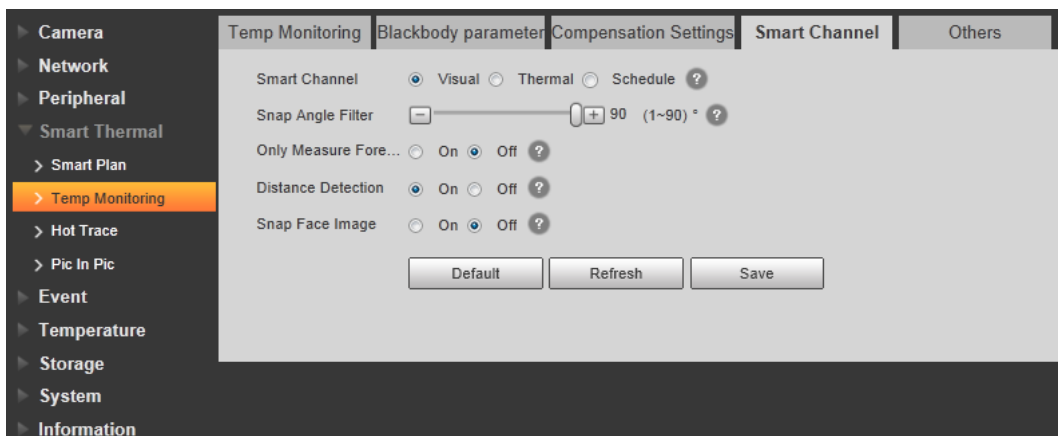 Camera
Network
Peripheral
Smart Thermal
Smart Plan
Temp Monitoring
Hot Trace
Pic In Pic
Event
Temperature
Storage
System
Information
Temp Monitoring Blackbody parameter Compensation Settings Smart Channel Others
Smart Channel Visual Thermal Schedule ?
Snap Angle Filter - + 90 (1~90) ° ?
Only Measure Fore... On Off ?
Distance Detection On Off ?
Snap Face Image On Off ?
Default Refresh Save